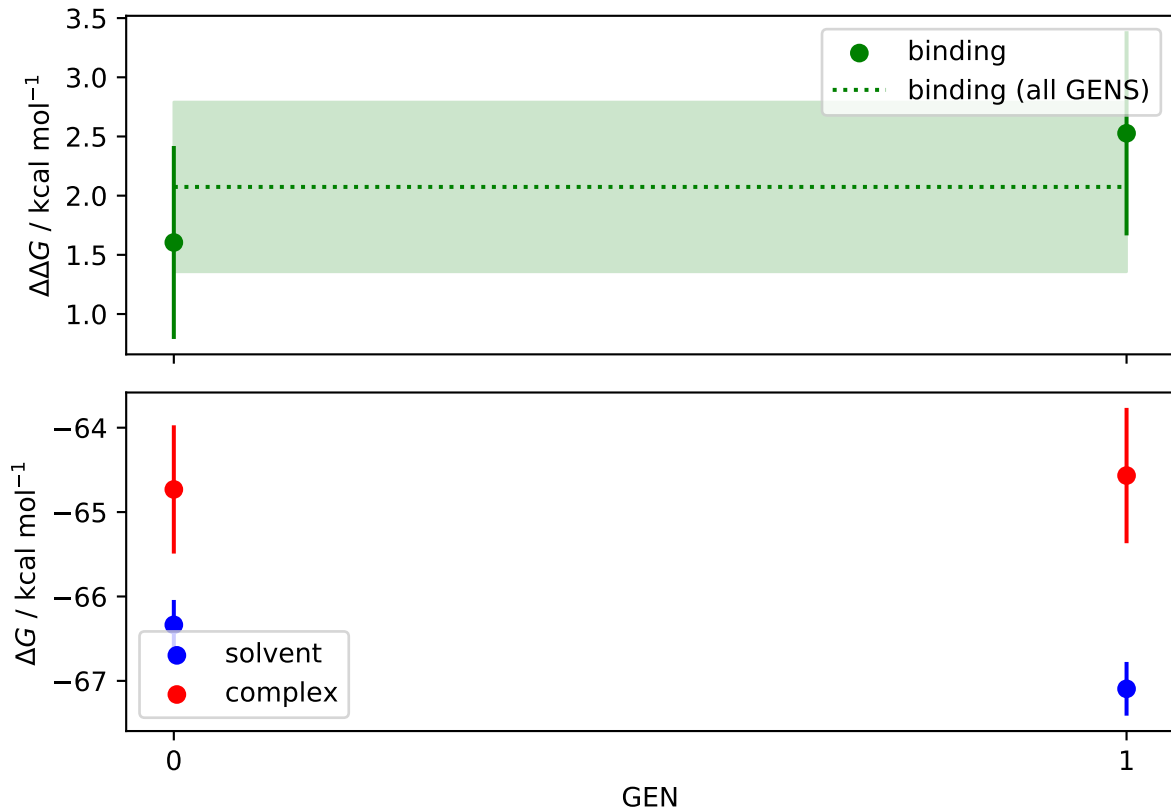 3.5
3.0
2.5
2.0
1.5
1.0
ΔΔG / kcal mol⁻¹
binding
binding (all GENS)
−64
−65
−66
−67
ΔG / kcal mol⁻¹
solvent
complex
0
1
GEN